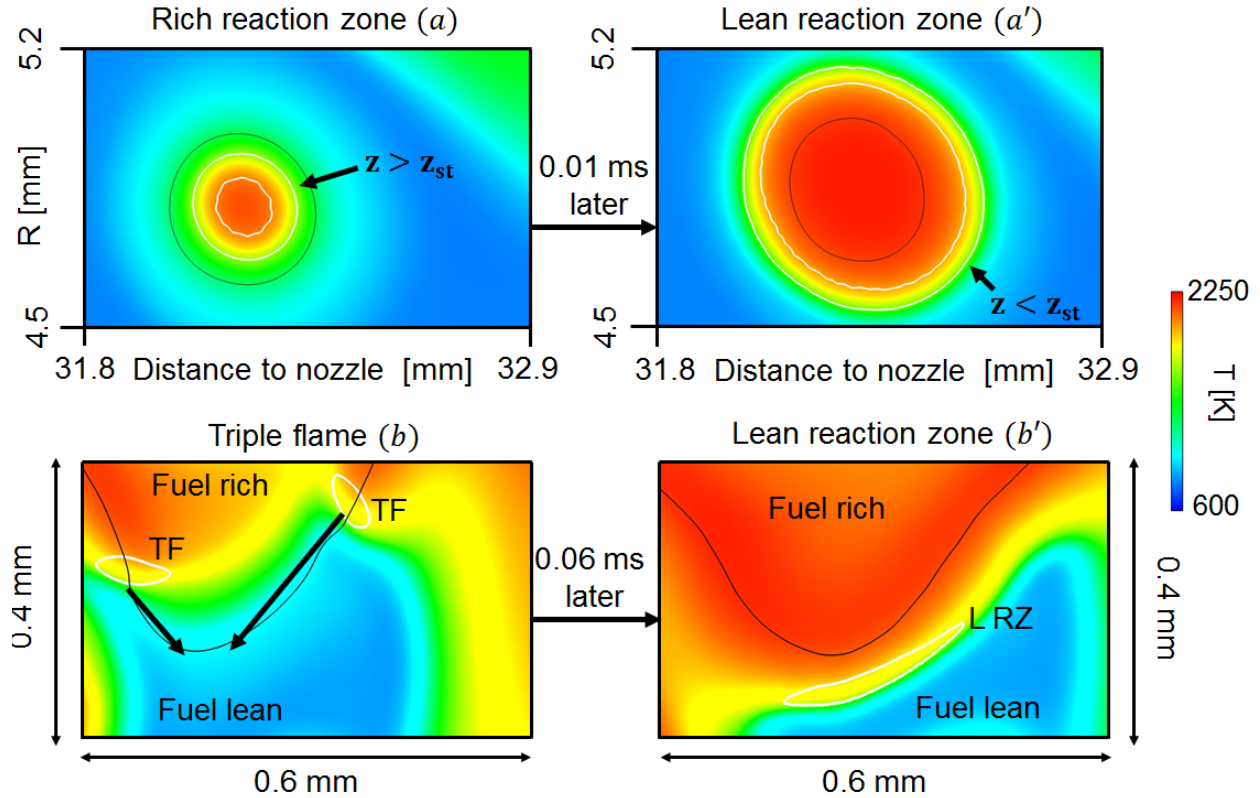 Rich reaction zone (a)
Lean reaction zone (a′)
5.2
R [mm]
4.5
z > z_st
31.8 Distance to nozzle [mm] 32.9
0.01 ms
later
5.2
4.5
z < z_st
31.8 Distance to nozzle [mm] 32.9
2250
T [K]
600
Triple flame (b)
Lean reaction zone (b′)
0.4 mm
Fuel rich
TF
TF
Fuel lean
0.6 mm
0.06 ms
later
Fuel rich
L RZ
Fuel lean
0.4 mm
0.6 mm